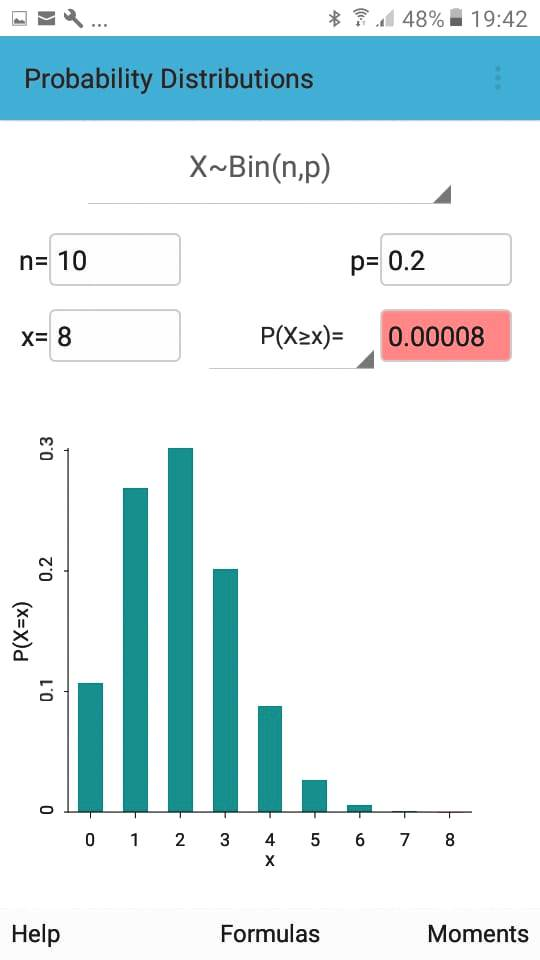 ... 48% 19:42
Probability Distributions
X~Bin(n,p)
n= 10 p= 0.2
x= 8 P(X≥x)= 0.00008
0.3
0.2
0.1
0
P(X=x)
0 1 2 3 4 5 6 7 8
x
Help Formulas Moments